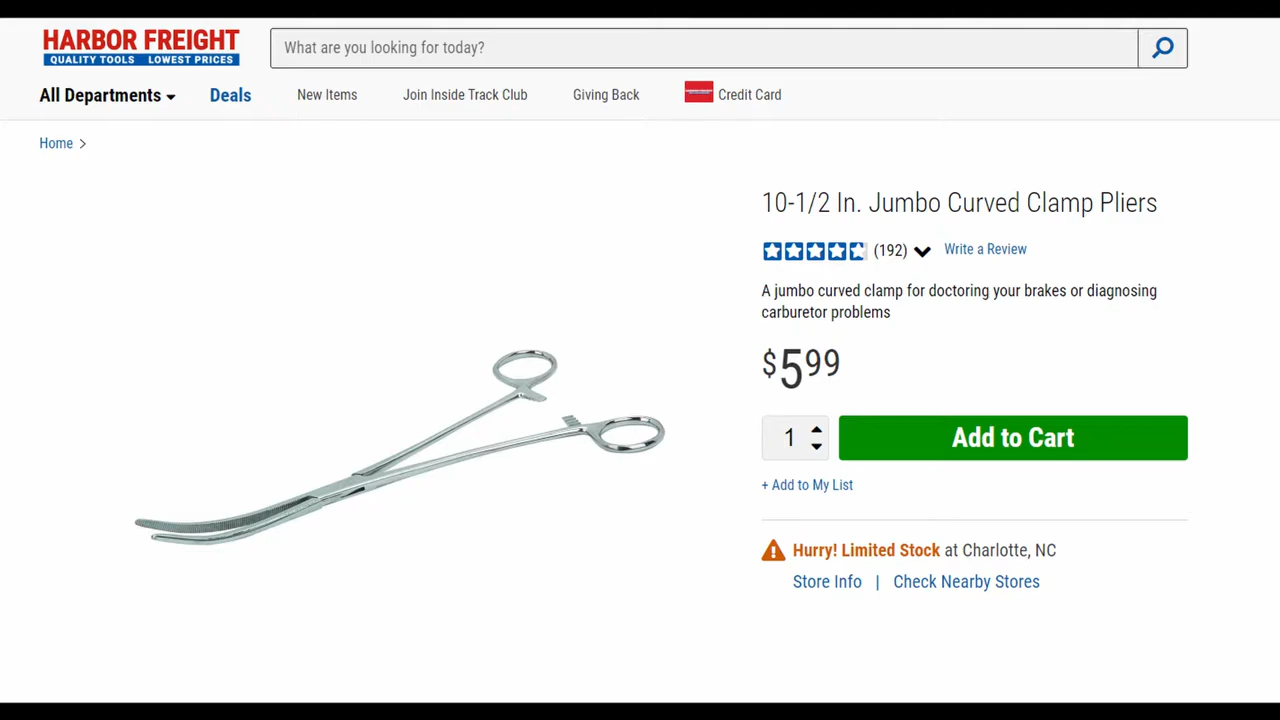 HARBOR FREIGHT
QUALITY TOOLS LOWEST PRICES
What are you looking for today?
All Departments
Deals
New Items
Join Inside Track Club
Giving Back
Credit Card
Home >
10-1/2 In. Jumbo Curved Clamp Pliers
(192)
Write a Review
A jumbo curved clamp for doctoring your brakes or diagnosing
carburetor problems
$5.99
1
Add to Cart
+ Add to My List
Hurry! Limited Stock at Charlotte, NC
Store Info | Check Nearby Stores